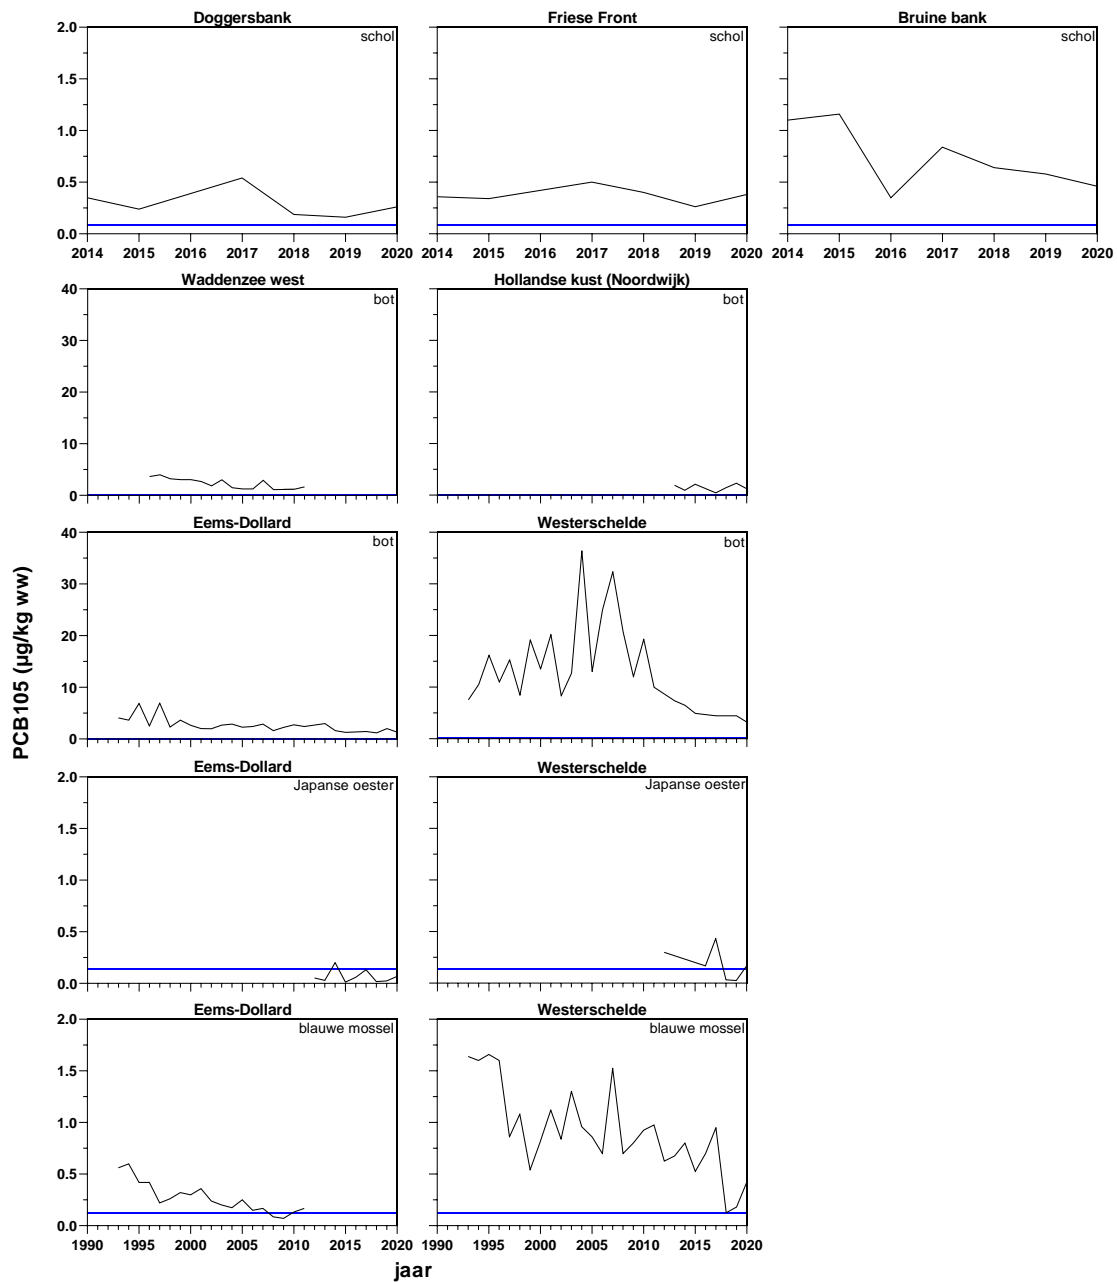 Doggersbank Friese Front Bruine bank
2.0 schol schol schol
1.5
1.0
0.5
0.0
2014 2015 2016 2017 2018 2019 2020 2014 2015 2016 2017 2018 2019 2020 2014 2015 2016 2017 2018 2019 2020
Waddenzee west Hollandse kust (Noordwijk)
40 bot bot
30
20
10
0
Eems-Dollard Westerschelde
40 bot bot
30
20
10
0
PCB105 (µg/kg ww)
Eems-Dollard Westerschelde
2.0 Japanse oester Japanse oester
1.5
1.0
0.5
0.0
Eems-Dollard Westerschelde
2.0 blauwe mossel blauwe mossel
1.5
1.0
0.5
0.0
1990 1995 2000 2005 2010 2015 2020 1990 1995 2000 2005 2010 2015 2020
jaar